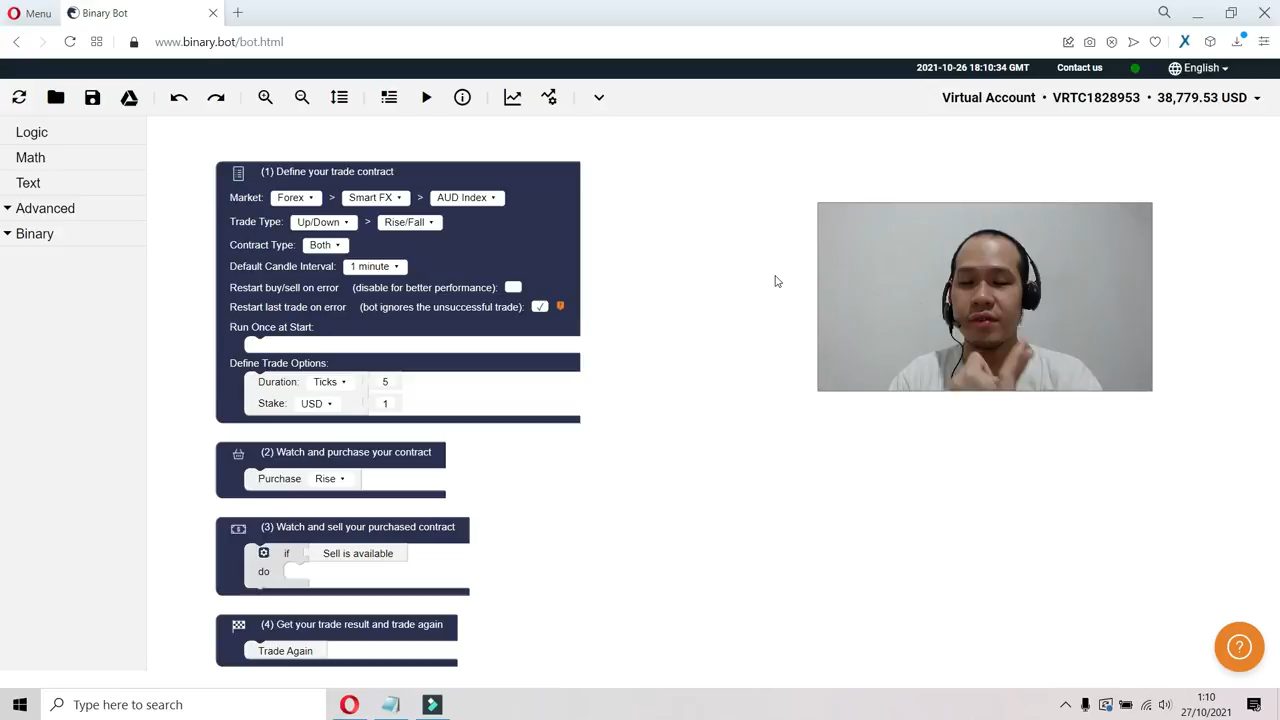 Menu
Binary Bot
www.binary.bot/bot.html
2021-10-26 18:10:34 GMT
Contact us
English
Virtual Account • VRTC1828953 • 38,779.53 USD
Logic
Math
Text
Advanced
Binary
(1) Define your trade contract
Market: Forex > Smart FX > AUD Index
Trade Type: Up/Down > Rise/Fall
Contract Type: Both
Default Candle Interval: 1 minute
Restart buy/sell on error (disable for better performance):
Restart last trade on error (bot ignores the unsuccessful trade): ✓
Run Once at Start:
Define Trade Options:
Duration: Ticks 5
Stake: USD 1
(2) Watch and purchase your contract
Purchase Rise
(3) Watch and sell your purchased contract
if Sell is available
do
(4) Get your trade result and trade again
Trade Again
Type here to search
1:10
27/10/2021